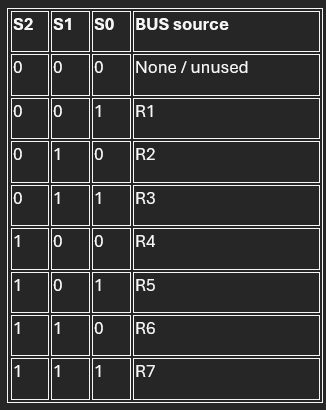 S2 S1 S0 BUS source
0 0 0 None / unused
0 0 1 R1
0 1 0 R2
0 1 1 R3
1 0 0 R4
1 0 1 R5
1 1 0 R6
1 1 1 R7